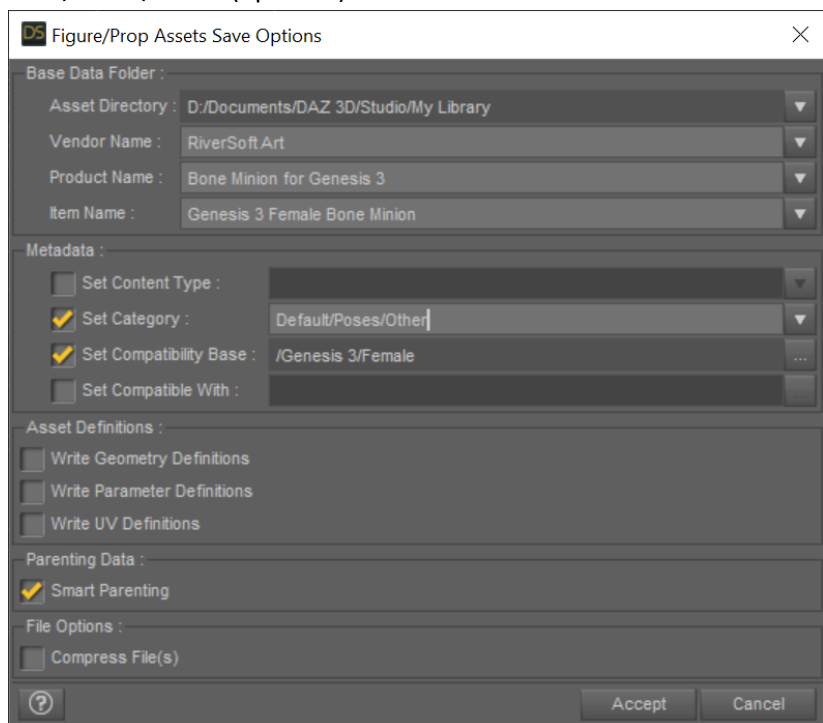 DS Figure/Prop Assets Save Options
Base Data Folder :
Asset Directory : D:/Documents/DAZ 3D/Studio/My Library
Vendor Name : RiverSoft Art
Product Name : Bone Minion for Genesis 3
Item Name : Genesis 3 Female Bone Minion
Metadata :
Set Content Type :
Set Category : Default/Poses/Other
Set Compatibility Base : /Genesis 3/Female ...
Set Compatible With : ...
Asset Definitions :
Write Geometry Definitions
Write Parameter Definitions
Write UV Definitions
Parenting Data :
Smart Parenting
File Options :
Compress File(s)
? Accept Cancel